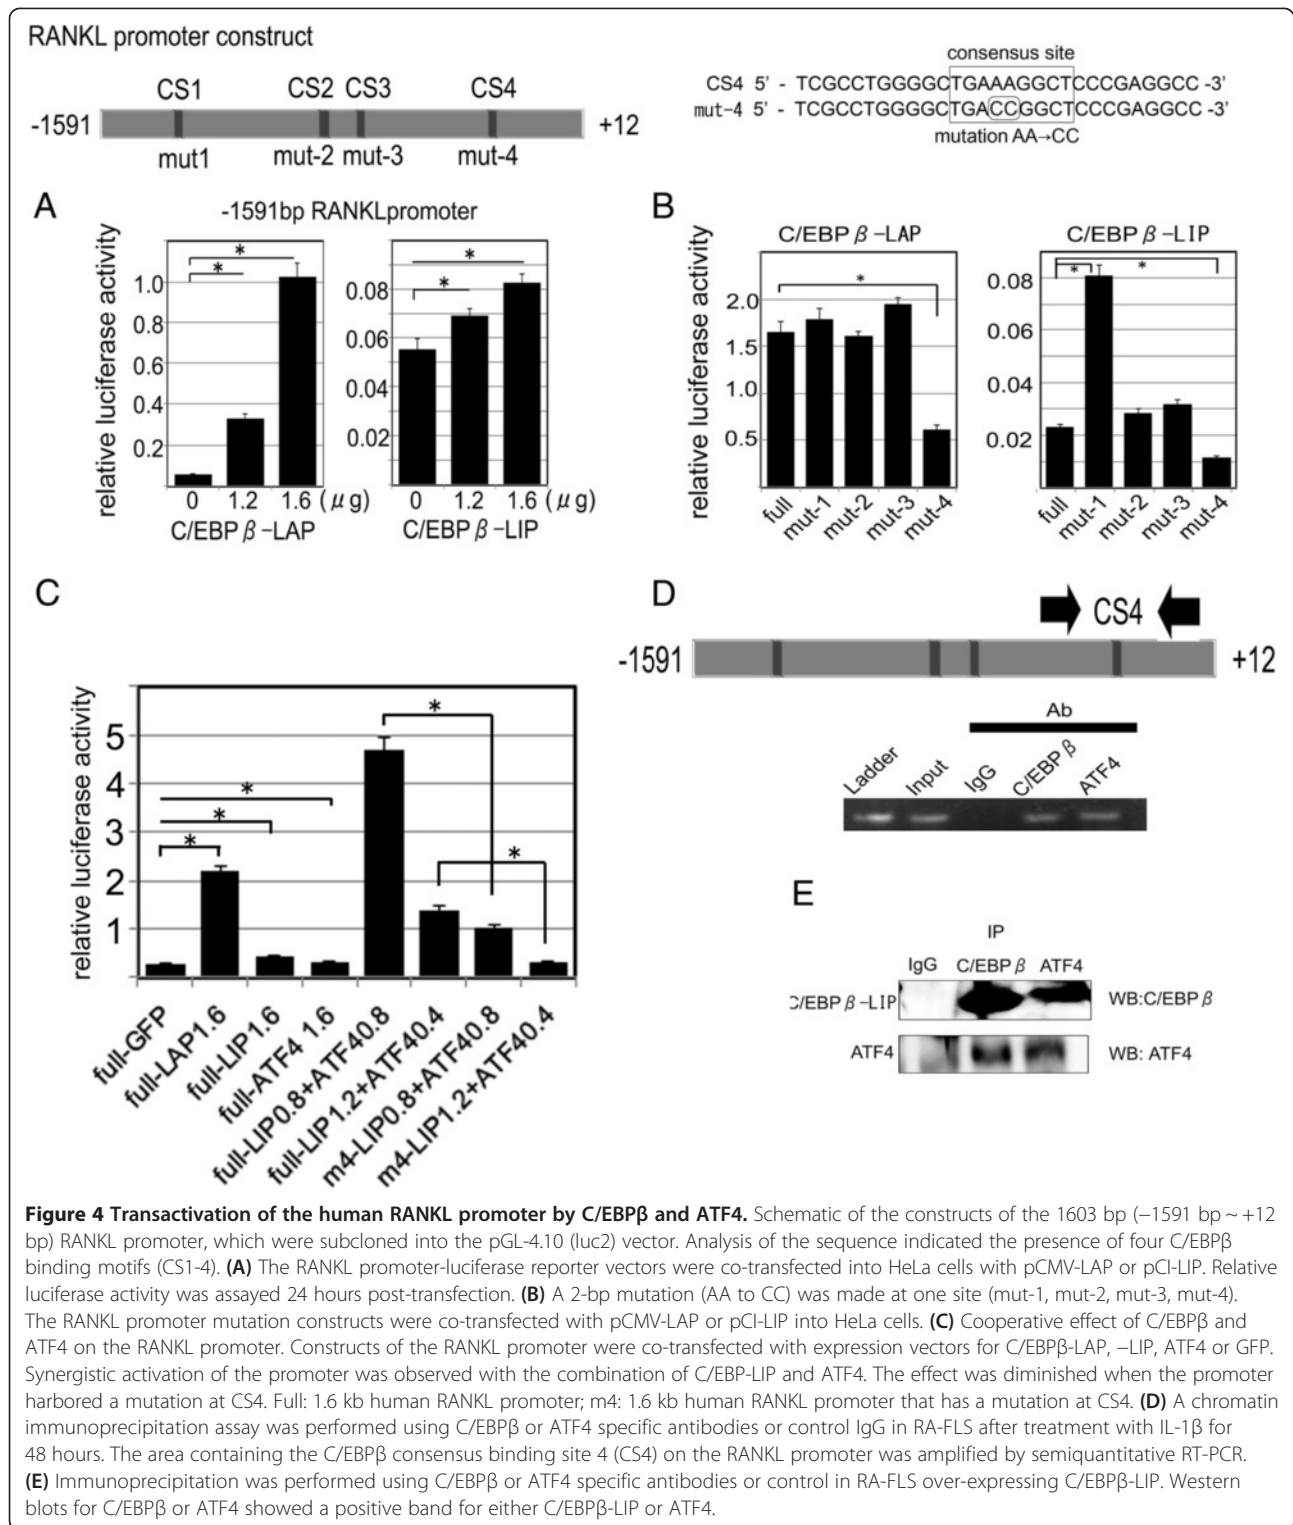 RANKL promoter construct
CS1 CS2 CS3 CS4
-1591 +12
mut1 mut-2 mut-3 mut-4
consensus site
CS4 5' - TCGCCTGGGGCTGAAAGGCTCCCGAGGCC -3'
mut-4 5' - TCGCCTGGGGCTGACCGGCTCCCGAGGCC -3'
mutation AA→CC
A
-1591bp RANKLpromoter
relative luciferase activity
1.0
0.8
0.6
0.4
0.2
0 1.2 1.6 (μg)
C/EBPβ-LAP
* *
0.08
0.06
0.04
0.02
0 1.2 1.6 (μg)
C/EBPβ-LIP
* *
B
C/EBPβ-LAP
relative luciferase activity
2.0
1.5
1.0
0.5
*
full mut-1 mut-2 mut-3 mut-4
C/EBPβ-LIP
0.08
0.06
0.04
0.02
* *
full mut-1 mut-2 mut-3 mut-4
C
relative luciferase activity
5
4
3
2
1
* * * * *
full-GFP
full-LAP1.6
full-LIP1.6
full-ATF4 1.6
full-LIP0.8+ATF40.8
full-LIP1.2+ATF40.4
m4-LIP0.8+ATF40.8
m4-LIP1.2+ATF40.4
D
CS4
-1591 +12
Ab
Ladder Input IgG C/EBPβ ATF4
E
IP
IgG C/EBPβ ATF4
C/EBPβ-LIP WB:C/EBPβ
ATF4 WB: ATF4
Figure 4 Transactivation of the human RANKL promoter by C/EBPβ and ATF4. Schematic of the constructs of the 1603 bp (−1591 bp ~ +12
bp) RANKL promoter, which were subcloned into the pGL-4.10 (luc2) vector. Analysis of the sequence indicated the presence of four C/EBPβ
binding motifs (CS1-4). (A) The RANKL promoter-luciferase reporter vectors were co-transfected into HeLa cells with pCMV-LAP or pCI-LIP. Relative
luciferase activity was assayed 24 hours post-transfection. (B) A 2-bp mutation (AA to CC) was made at one site (mut-1, mut-2, mut-3, mut-4).
The RANKL promoter mutation constructs were co-transfected with pCMV-LAP or pCI-LIP into HeLa cells. (C) Cooperative effect of C/EBPβ and
ATF4 on the RANKL promoter. Constructs of the RANKL promoter were co-transfected with expression vectors for C/EBPβ-LAP, −LIP, ATF4 or GFP.
Synergistic activation of the promoter was observed with the combination of C/EBP-LIP and ATF4. The effect was diminished when the promoter
harbored a mutation at CS4. Full: 1.6 kb human RANKL promoter; m4: 1.6 kb human RANKL promoter that has a mutation at CS4. (D) A chromatin
immunoprecipitation assay was performed using C/EBPβ or ATF4 specific antibodies or control IgG in RA-FLS after treatment with IL-1β for
48 hours. The area containing the C/EBPβ consensus binding site 4 (CS4) on the RANKL promoter was amplified by semiquantitative RT-PCR.
(E) Immunoprecipitation was performed using C/EBPβ or ATF4 specific antibodies or control in RA-FLS over-expressing C/EBPβ-LIP. Western
blots for C/EBPβ or ATF4 showed a positive band for either C/EBPβ-LIP or ATF4.